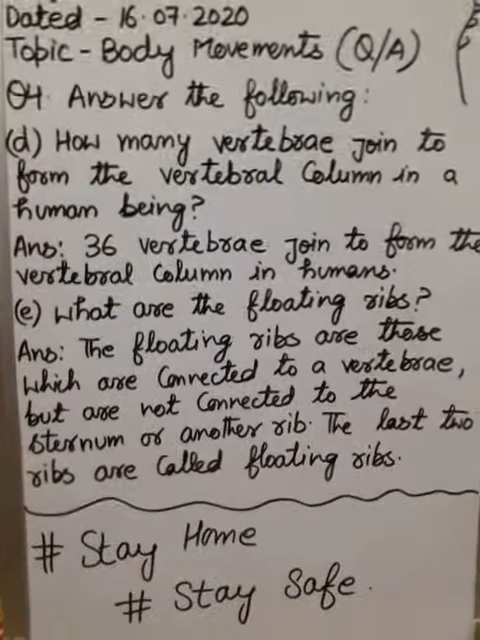 Dated - 16.07.2020
Topic - Body Movements (Q/A)
Q4. Answer the following:
(d) How many vertebrae join to
form the vertebral column in a
human being?
Ans: 36 vertebrae join to form the
vertebral column in humans.
(e) What are the floating ribs?
Ans: The floating ribs are those
which are connected to a vertebrae,
but are not connected to the
sternum or another rib. The last two
ribs are called floating ribs.
# Stay Home
# Stay Safe.